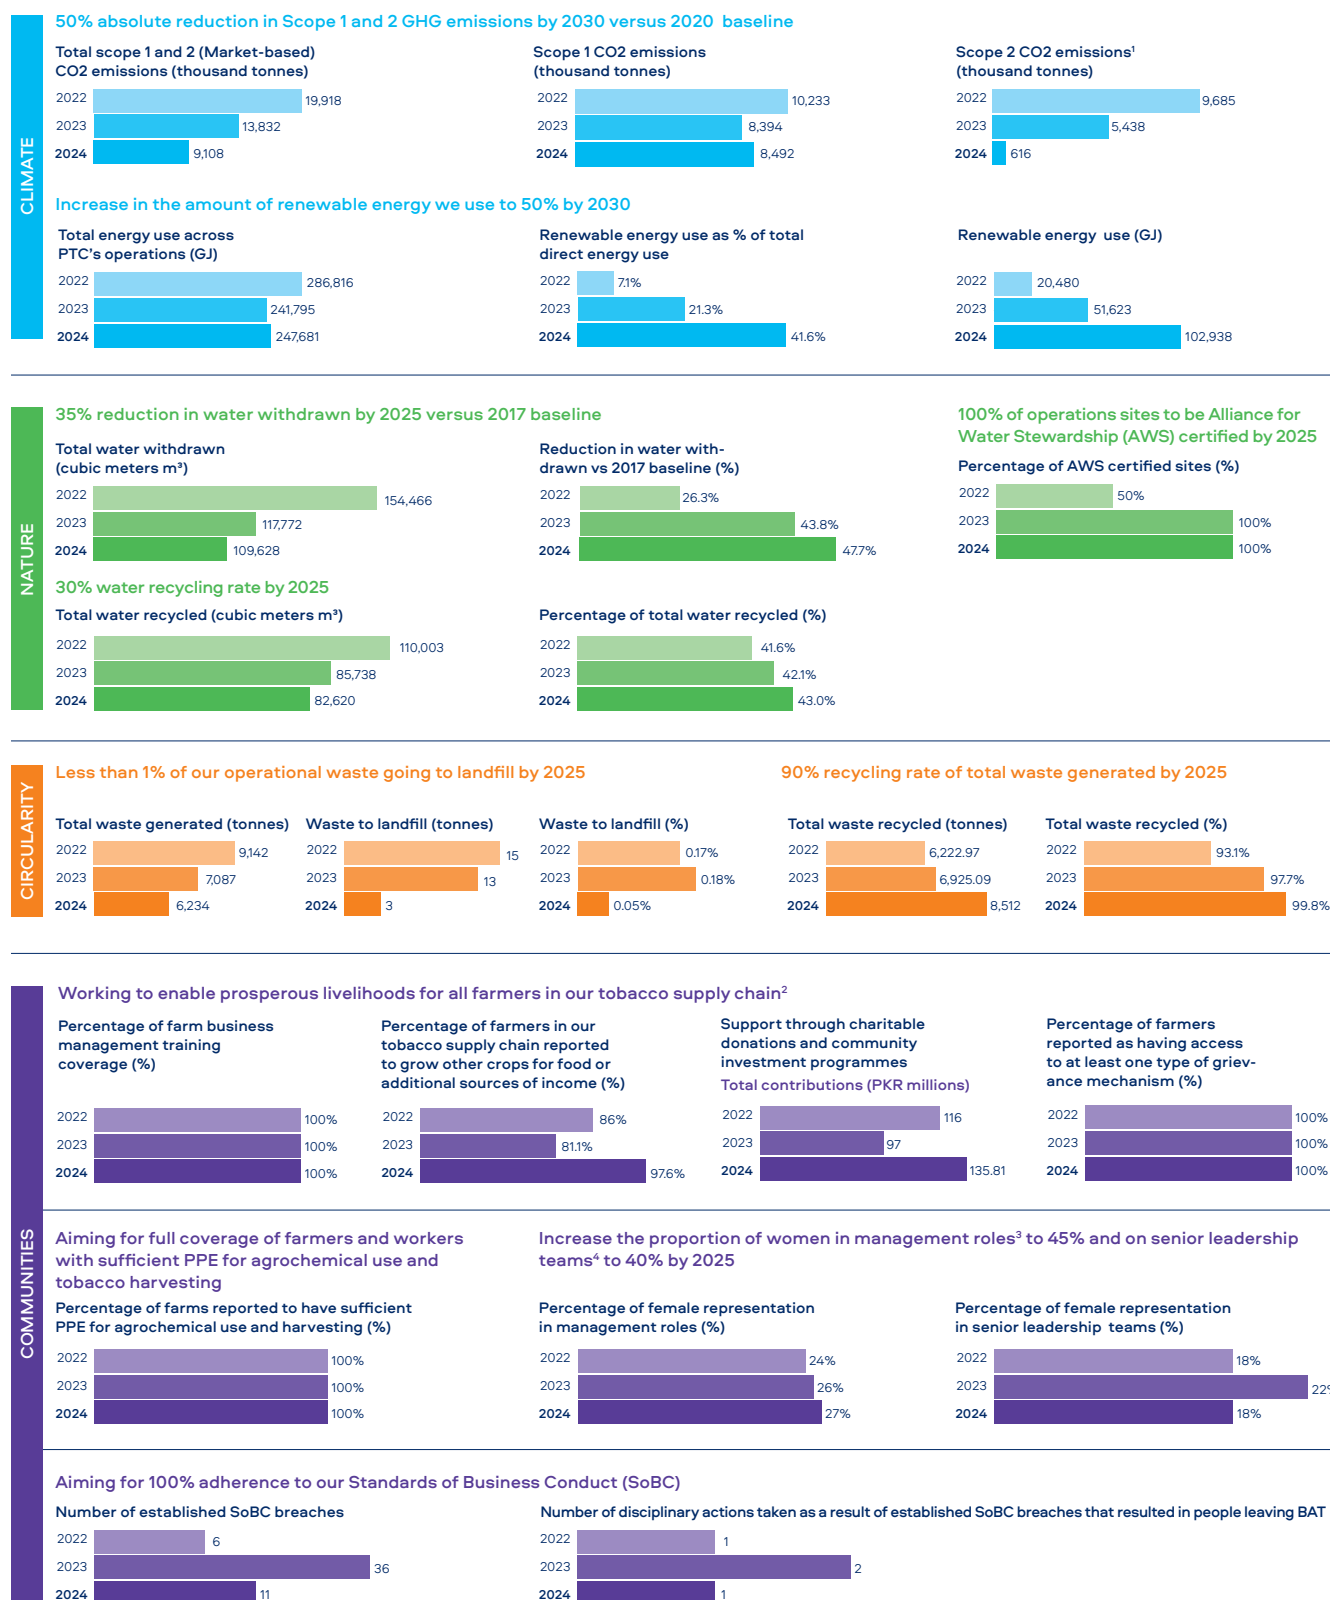 CLIMATE
50% absolute reduction in Scope 1 and 2 GHG emissions by 2030 versus 2020 baseline
Total scope 1 and 2 (Market-based)
CO2 emissions (thousand tonnes)
2022 19,918
2023 13,832
2024 9,108
Scope 1 CO2 emissions
(thousand tonnes)
2022 10,233
2023 8,394
2024 8,492
Scope 2 CO2 emissions¹
(thousand tonnes)
2022 9,685
2023 5,438
2024 616
Increase in the amount of renewable energy we use to 50% by 2030
Total energy use across
PTC's operations (GJ)
2022 286,816
2023 241,795
2024 247,681
Renewable energy use as % of total
direct energy use
2022 7.1%
2023 21.3%
2024 41.6%
Renewable energy use (GJ)
2022 20,480
2023 51,623
2024 102,938
NATURE
35% reduction in water withdrawn by 2025 versus 2017 baseline
Total water withdrawn
(cubic meters m³)
2022 154,466
2023 117,772
2024 109,628
Reduction in water with-
drawn vs 2017 baseline (%)
2022 26.3%
2023 43.8%
2024 47.7%
100% of operations sites to be Alliance for
Water Stewardship (AWS) certified by 2025
Percentage of AWS certified sites (%)
2022 50%
2023 100%
2024 100%
30% water recycling rate by 2025
Total water recycled (cubic meters m³)
2022 110,003
2023 85,738
2024 82,620
Percentage of total water recycled (%)
2022 41.6%
2023 42.1%
2024 43.0%
CIRCULARITY
Less than 1% of our operational waste going to landfill by 2025
Total waste generated (tonnes)
2022 9,142
2023 7,087
2024 6,234
Waste to landfill (tonnes)
2022 15
2023 13
2024 3
Waste to landfill (%)
2022 0.17%
2023 0.18%
2024 0.05%
90% recycling rate of total waste generated by 2025
Total waste recycled (tonnes)
2022 6,222.97
2023 6,925.09
2024 8,512
Total waste recycled (%)
2022 93.1%
2023 97.7%
2024 99.8%
COMMUNITIES
Working to enable prosperous livelihoods for all farmers in our tobacco supply chain²
Percentage of farm business
management training
coverage (%)
2022 100%
2023 100%
2024 100%
Percentage of farmers in our
tobacco supply chain reported
to grow other crops for food or
additional sources of income (%)
2022 86%
2023 81.1%
2024 97.6%
Support through charitable
donations and community
investment programmes
Total contributions (PKR millions)
2022 116
2023 97
2024 135.81
Percentage of farmers
reported as having access
to at least one type of griev-
ance mechanism (%)
2022 100%
2023 100%
2024 100%
Aiming for full coverage of farmers and workers
with sufficient PPE for agrochemical use and
tobacco harvesting
Percentage of farms reported to have sufficient
PPE for agrochemical use and harvesting (%)
2022 100%
2023 100%
2024 100%
Increase the proportion of women in management roles³ to 45% and on senior leadership
teams⁴ to 40% by 2025
Percentage of female representation
in management roles (%)
2022 24%
2023 26%
2024 27%
Percentage of female representation
in senior leadership teams (%)
2022 18%
2023 22%
2024 18%
Aiming for 100% adherence to our Standards of Business Conduct (SoBC)
Number of established SoBC breaches
2022 6
2023 36
2024 11
Number of disciplinary actions taken as a result of established SoBC breaches that resulted in people leaving BAT
2022 1
2023 2
2024 1